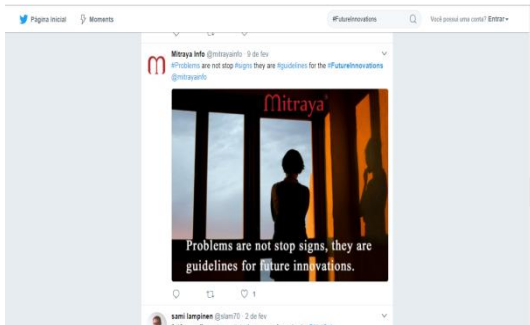 Página Inicial Moments #FutureInnovations Você possui uma conta? Entrar
Mitraya Info @mitrayainfo · 9 de fev
#Problems are not stop #signs they are #guidelines for the #FutureInnovations
@mitrayainfo
Mitraya
Problems are not stop signs, they are
guidelines for future innovations.
1
sami lampinen @slam70 · 2 de fev